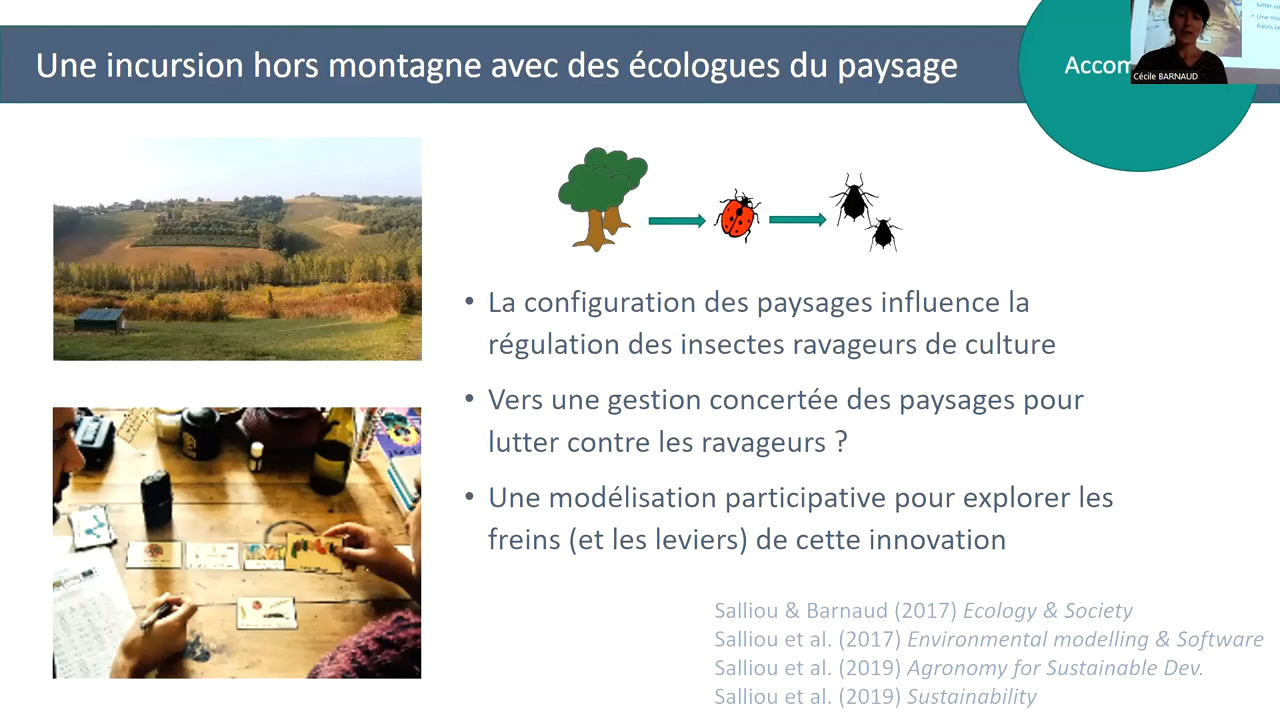 Une incursion hors montagne avec des écologues du paysage
Accom
Cécile BARNAUD
• La configuration des paysages influence la
régulation des insectes ravageurs de culture
• Vers une gestion concertée des paysages pour
lutter contre les ravageurs ?
• Une modélisation participative pour explorer les
freins (et les leviers) de cette innovation
Salliou & Barnaud (2017) Ecology & Society
Salliou et al. (2017) Environmental modelling & Software
Salliou et al. (2019) Agronomy for Sustainable Dev.
Salliou et al. (2019) Sustainability